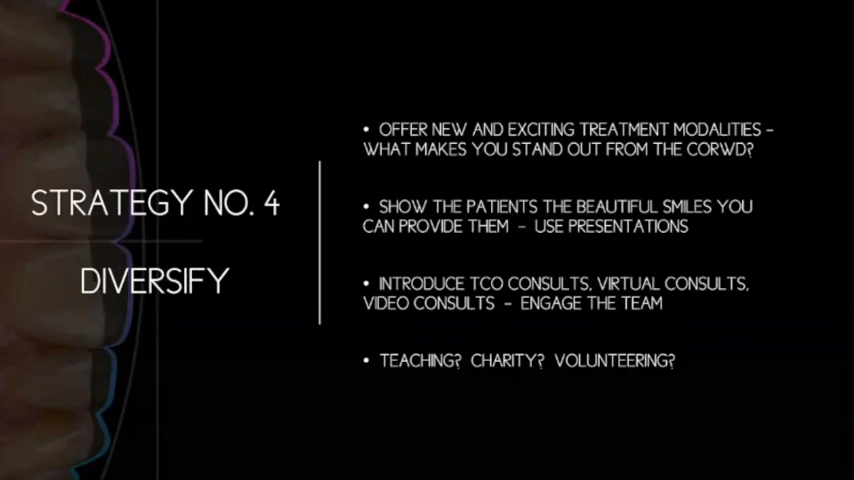 STRATEGY NO. 4
DIVERSIFY
• OFFER NEW AND EXCITING TREATMENT MODALITIES –
WHAT MAKES YOU STAND OUT FROM THE CORWD?
• SHOW THE PATIENTS THE BEAUTIFUL SMILES YOU
CAN PROVIDE THEM – USE PRESENTATIONS
• INTRODUCE TCO CONSULTS, VIRTUAL CONSULTS,
VIDEO CONSULTS – ENGAGE THE TEAM
• TEACHING? CHARITY? VOLUNTEERING?